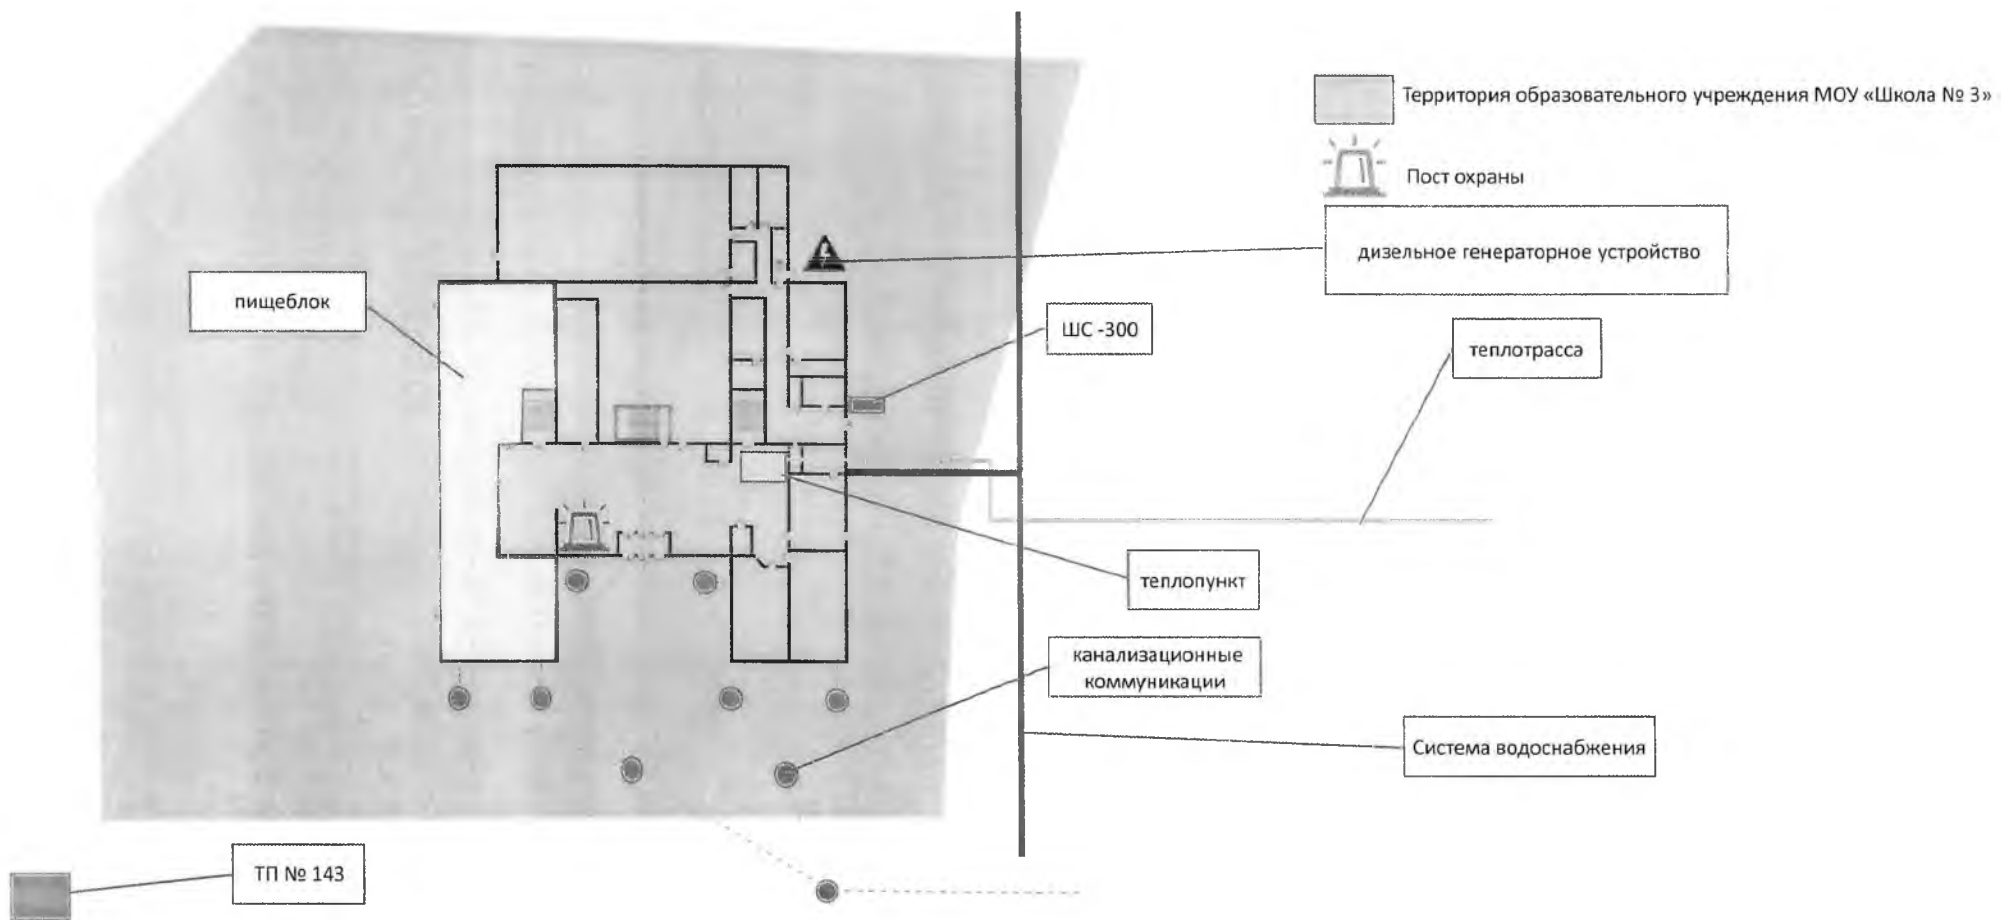 Территория образовательного учреждения МОУ «Школа № 3»
Пост охраны
дизельное генераторное устройство
пищеблок
ШС -300
теплотрасса
теплопункт
канализационные
коммуникации
Система водоснабжения
ТП № 143